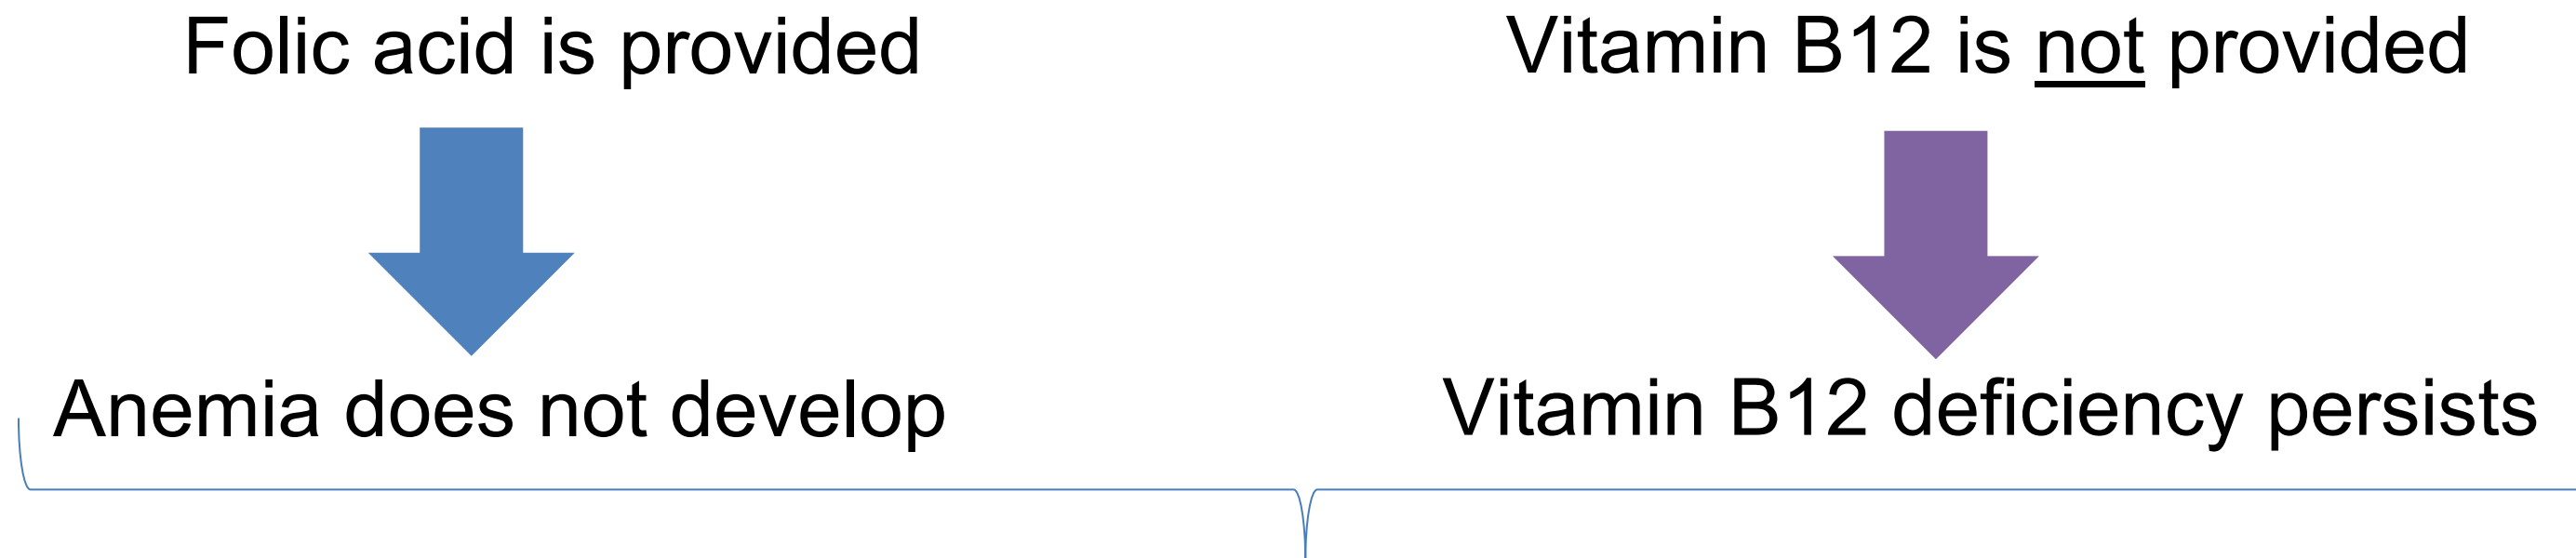 Folic acid is provided
Vitamin B12 is not provided
Anemia does not develop
Vitamin B12 deficiency persists